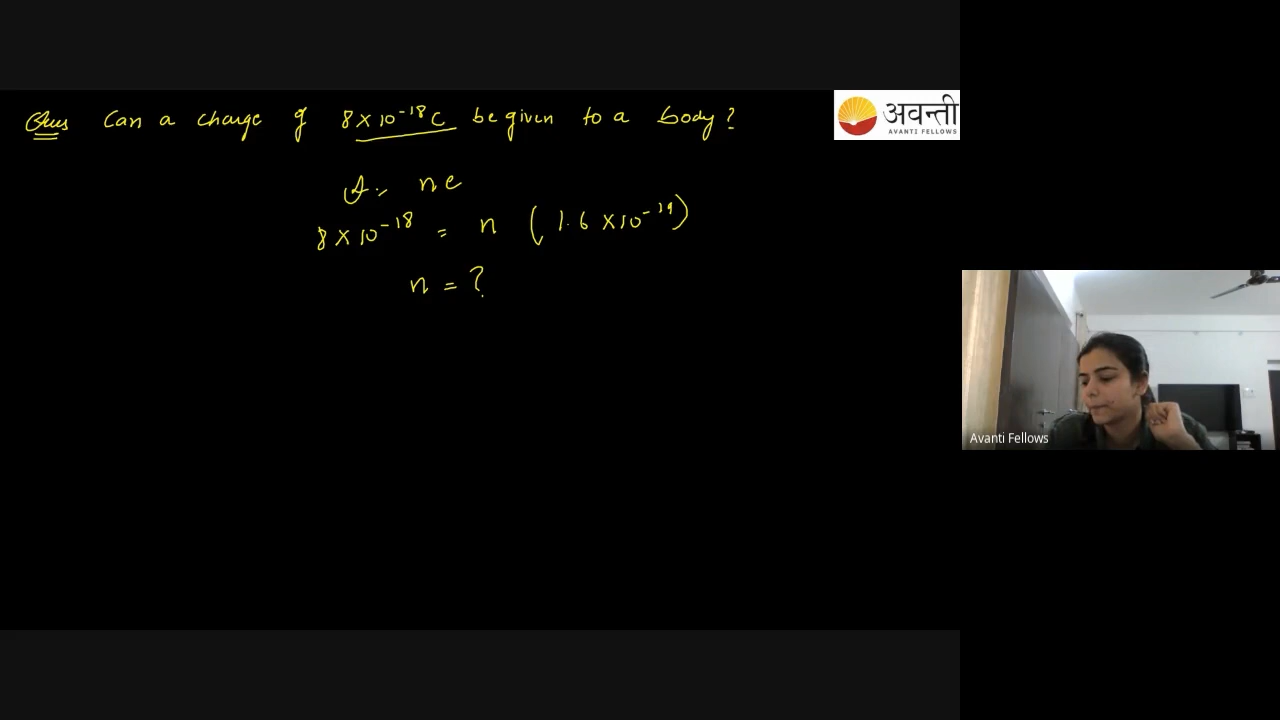 Ques Can a charge of 8×10⁻¹⁸C be given to a body?
अवन्ती
AVANTI FELLOWS
Q = ne
8×10⁻¹⁸ = n (1.6×10⁻¹⁹)
n = ?
Avanti Fellows